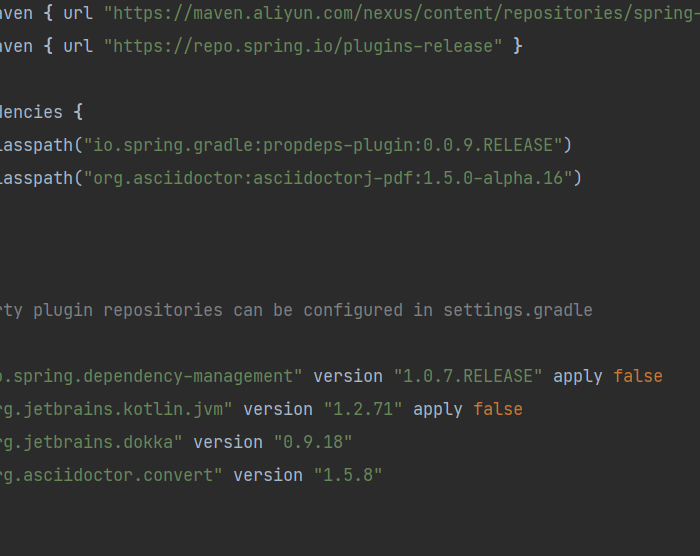 aven { url "https://maven.aliyun.com/nexus/content/repositories/spring-
aven { url "https://repo.spring.io/plugins-release" }
dencies {
lasspath("io.spring.gradle:propdeps-plugin:0.0.9.RELEASE")
lasspath("org.asciidoctor:asciidoctorj-pdf:1.5.0-alpha.16")
rty plugin repositories can be configured in settings.gradle
o.spring.dependency-management" version "1.0.7.RELEASE" apply false
rg.jetbrains.kotlin.jvm" version "1.2.71" apply false
rg.jetbrains.dokka" version "0.9.18"
rg.asciidoctor.convert" version "1.5.8"